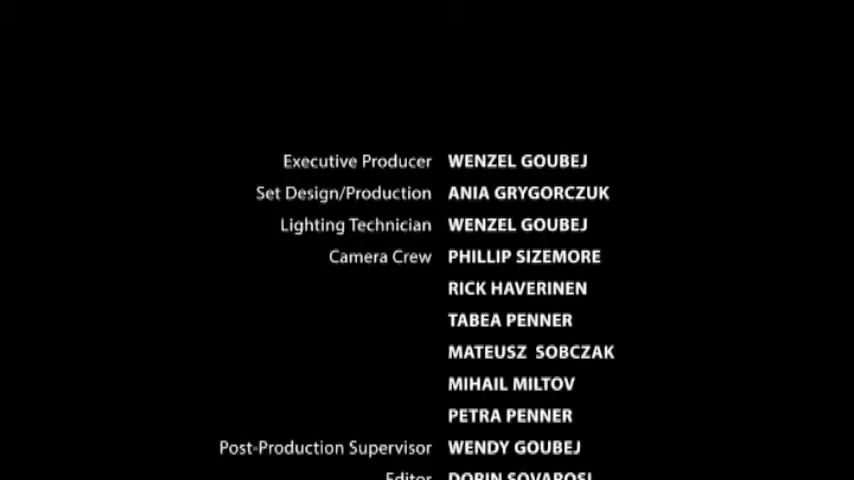 Executive Producer WENZEL GOUBEJ
Set Design/Production ANIA GRYGORCZUK
Lighting Technician WENZEL GOUBEJ
Camera Crew PHILLIP SIZEMORE
RICK HAVERINEN
TABEA PENNER
MATEUSZ SOBCZAK
MIHAIL MILTOV
PETRA PENNER
Post-Production Supervisor WENDY GOUBEJ
Editor